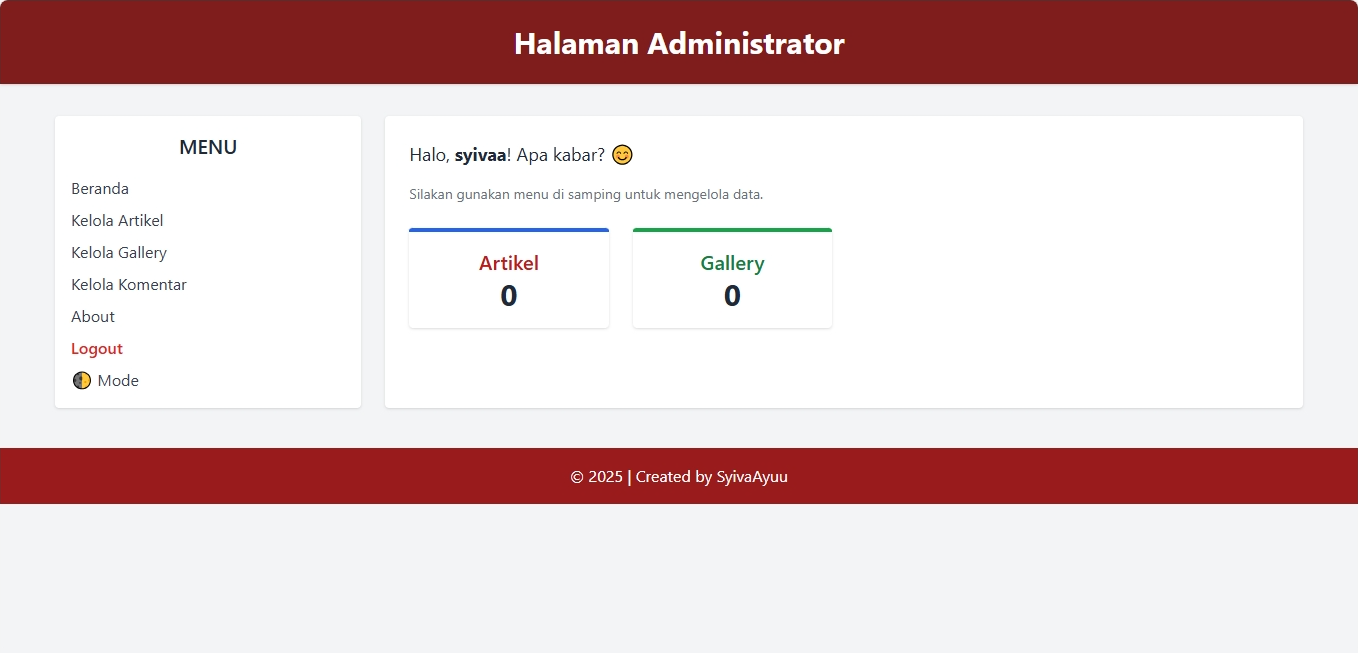 Halaman Administrator
MENU
Beranda
Kelola Artikel
Kelola Gallery
Kelola Komentar
About
Logout
🌗 Mode
Halo, syivaa! Apa kabar? 😊
Silakan gunakan menu di samping untuk mengelola data.
Artikel
0
Gallery
0
© 2025 | Created by SyivaAyuu